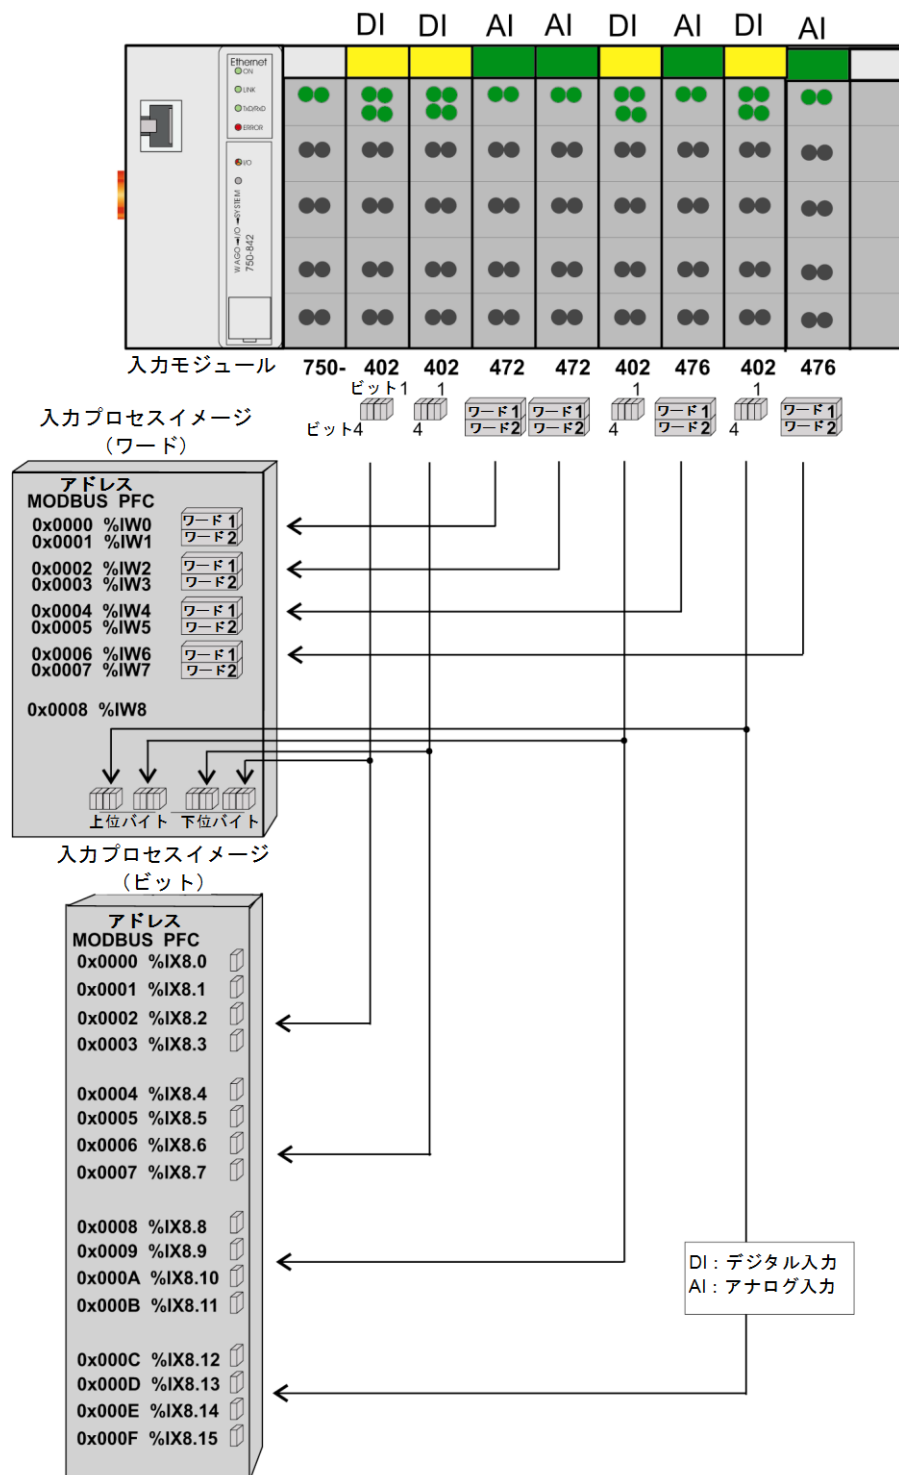 DI DI AI AI DI AI DI AI
Ethernet
ON
LINK
TxD/RxD
ERROR
I/O
WAGO I/O SYSTEM
750-842
入力モジュール 750- 402 402 472 472 402 476 402 476
ビット1 1 1 1
ビット4 4 4 4
ワード1 ワード1 ワード1 ワード1
ワード2 ワード2 ワード2 ワード2
入力プロセスイメージ
（ワード）
アドレス
MODBUS PFC
0x0000 %IW0 ワード1
0x0001 %IW1 ワード2
0x0002 %IW2 ワード1
0x0003 %IW3 ワード2
0x0004 %IW4 ワード1
0x0005 %IW5 ワード2
0x0006 %IW6 ワード1
0x0007 %IW7 ワード2
0x0008 %IW8
上位バイト 下位バイト
入力プロセスイメージ
（ビット）
アドレス
MODBUS PFC
0x0000 %IX8.0
0x0001 %IX8.1
0x0002 %IX8.2
0x0003 %IX8.3
0x0004 %IX8.4
0x0005 %IX8.5
0x0006 %IX8.6
0x0007 %IX8.7
0x0008 %IX8.8
0x0009 %IX8.9
0x000A %IX8.10
0x000B %IX8.11
0x000C %IX8.12
0x000D %IX8.13
0x000E %IX8.14
0x000F %IX8.15
DI：デジタル入力
AI：アナログ入力